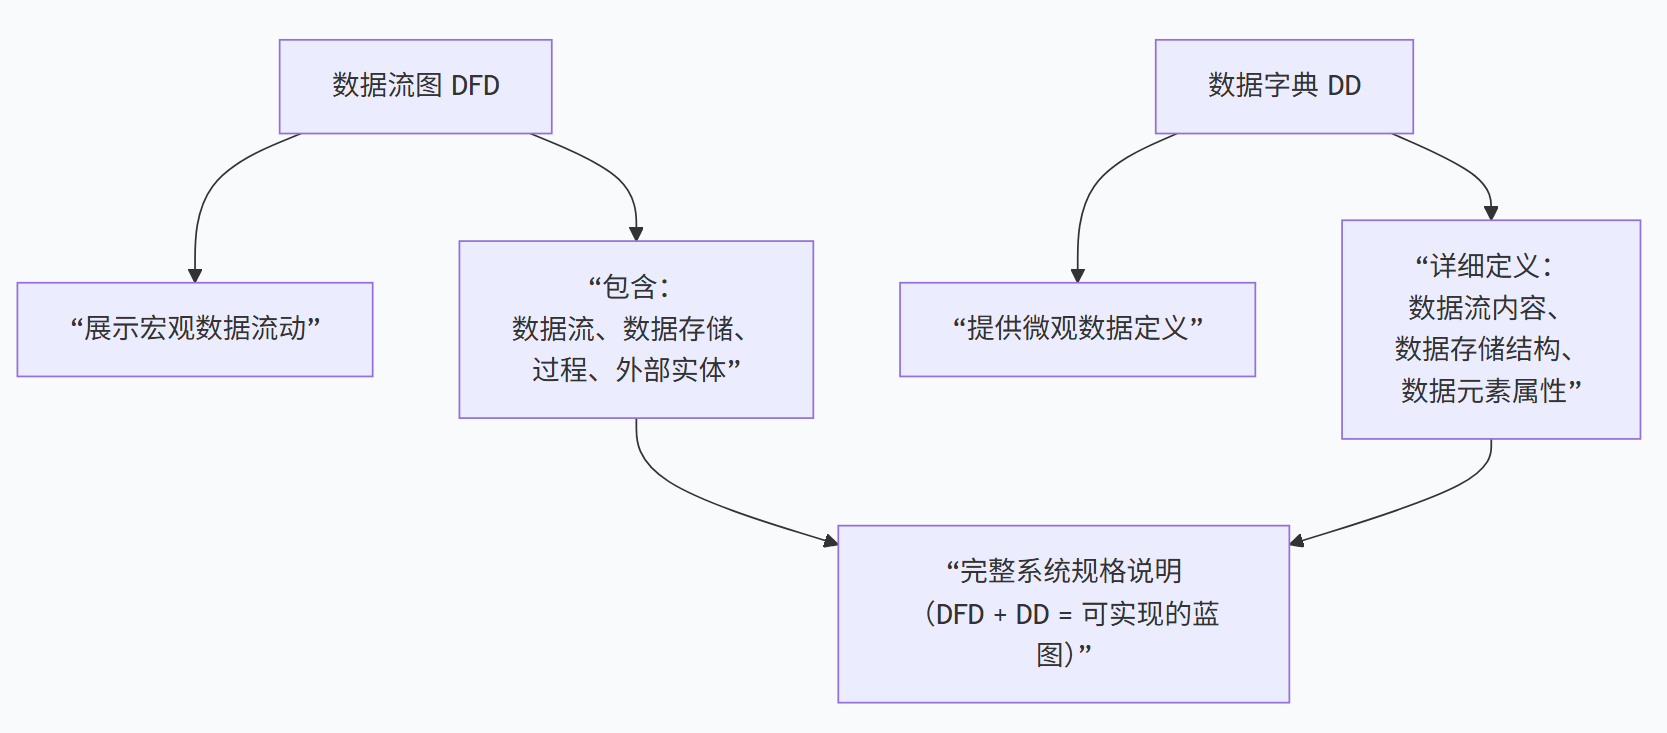 数据流图 DFD
数据字典 DD
“展示宏观数据流动”
“包含：
数据流、数据存储、
过程、外部实体”
“提供微观数据定义”
“详细定义：
数据流内容、
数据存储结构、
数据元素属性”
“完整系统规格说明
（DFD + DD = 可实现的蓝
图）”